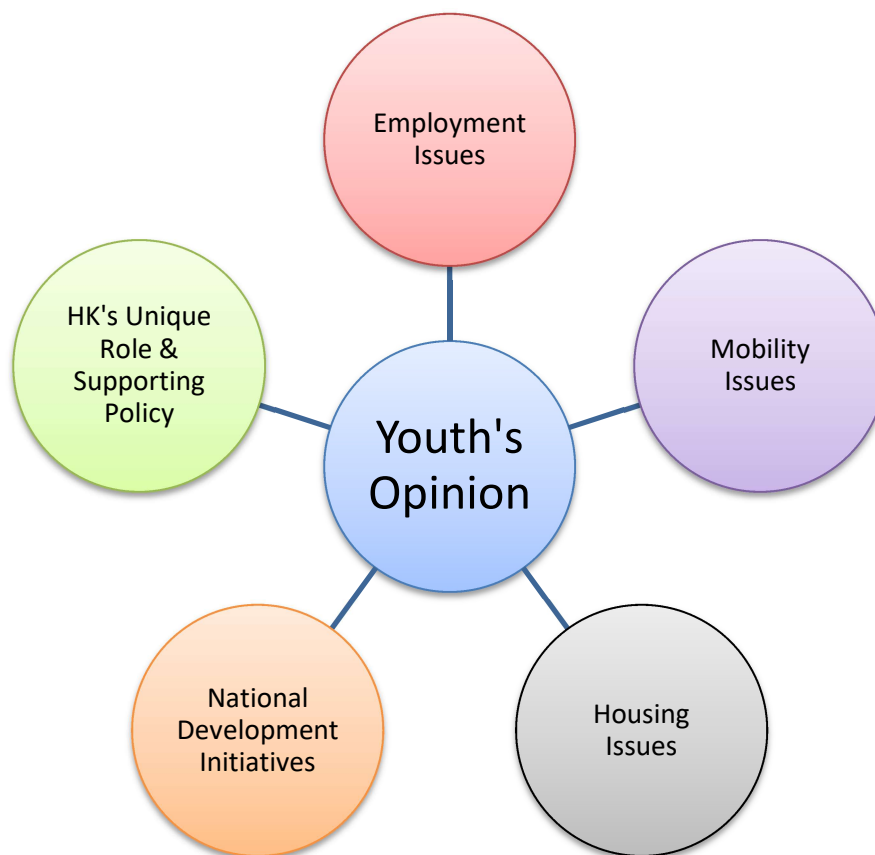 Employment
Issues
HK's Unique
Role &
Supporting
Policy
Mobility
Issues
Youth's
Opinion
National
Development
Initiatives
Housing
Issues